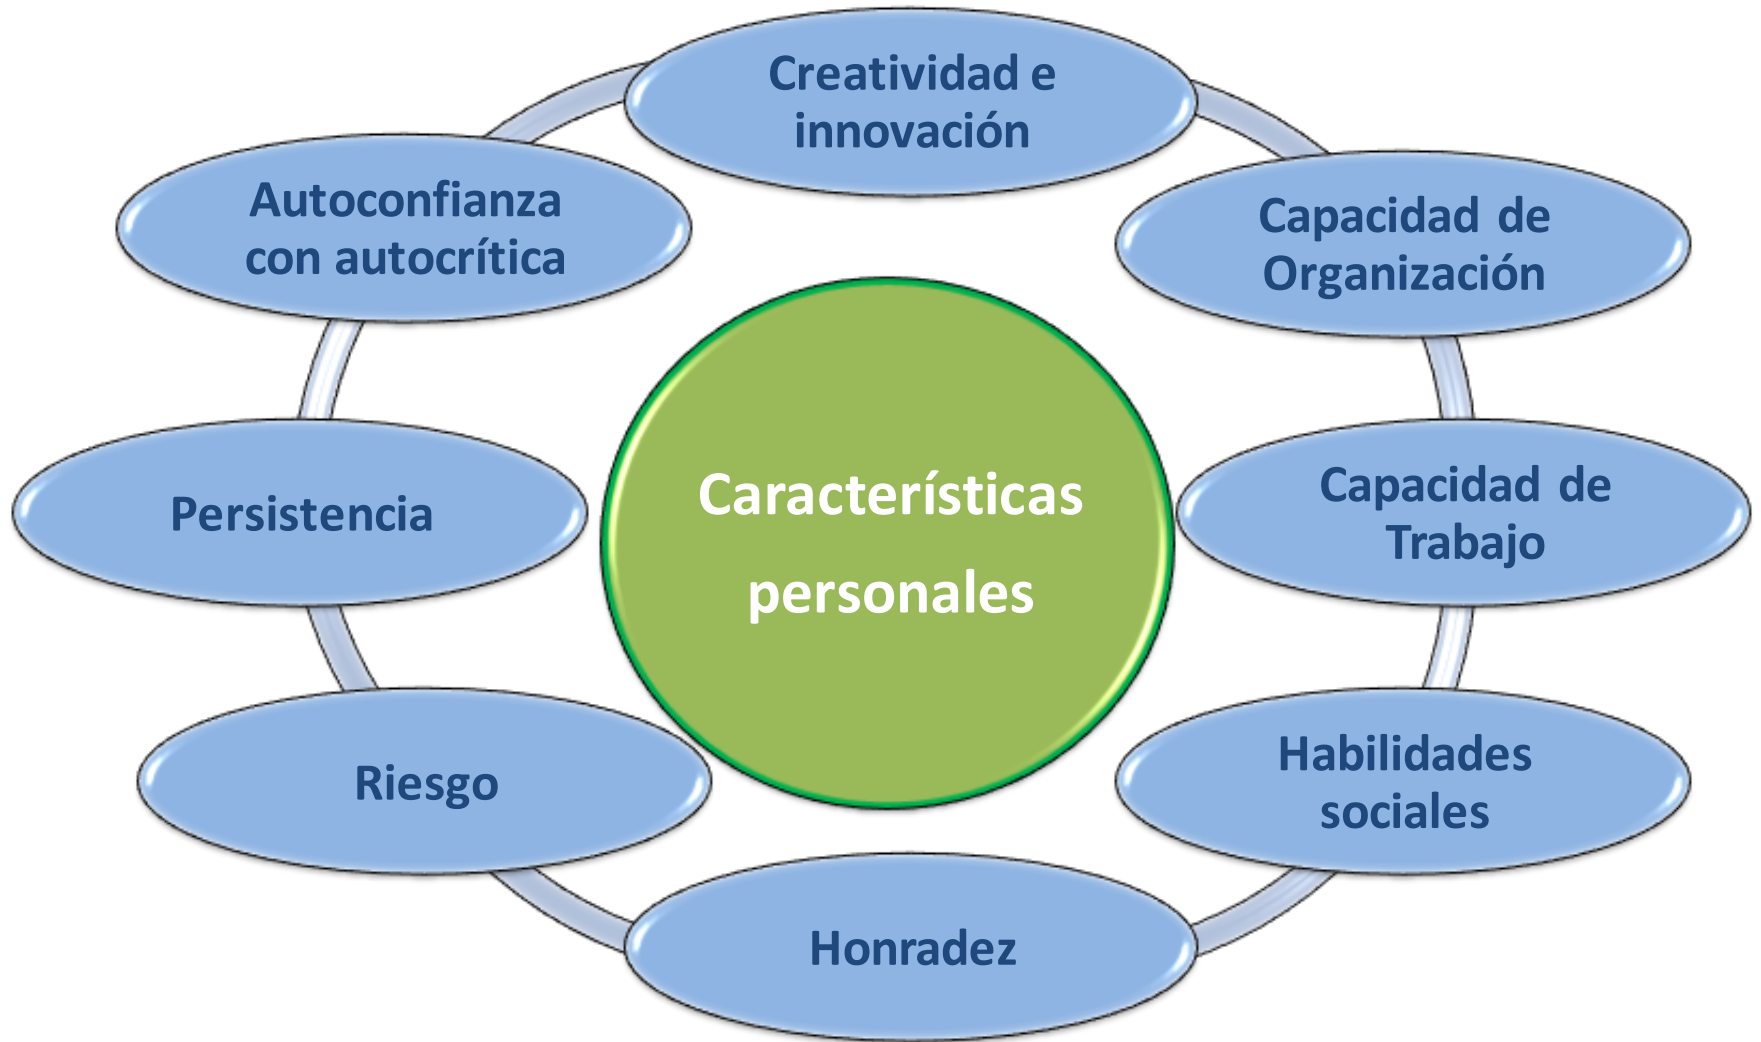 Creatividad e
innovación
Capacidad de
Organización
Capacidad de
Trabajo
Habilidades
sociales
Honradez
Riesgo
Persistencia
Autoconfianza
con autocrítica
Características
personales